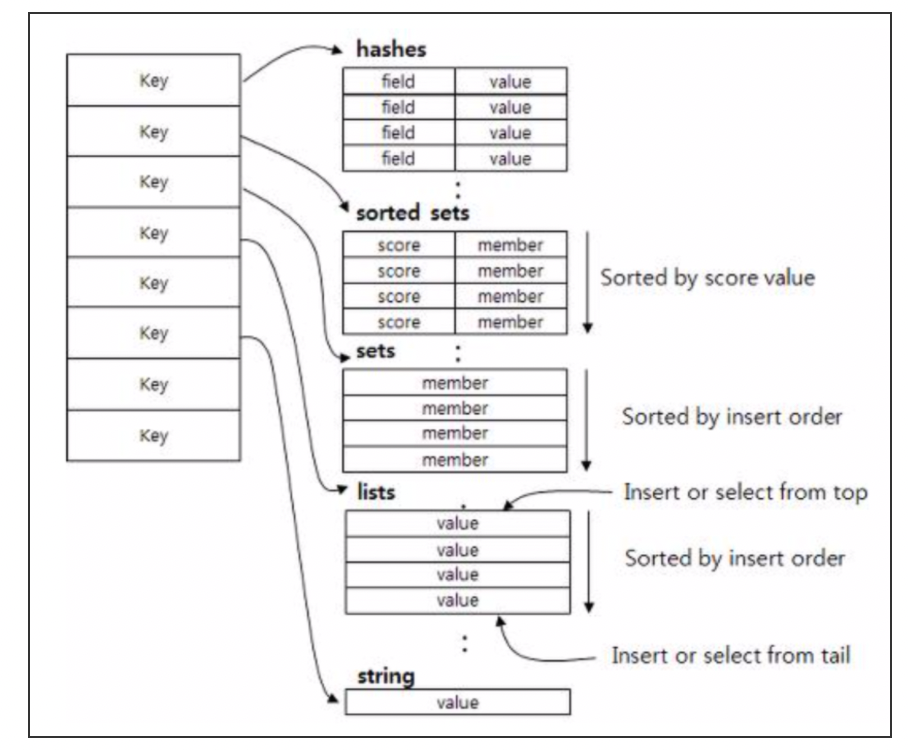 Key
Key
Key
Key
Key
Key
Key
Key
hashes
field value
field value
field value
field value
sorted sets
score member
score member
score member
score member
Sorted by score value
sets
member
member
member
member
Sorted by insert order
lists
Insert or select from top
value
value
value
value
Sorted by insert order
Insert or select from tail
string
value